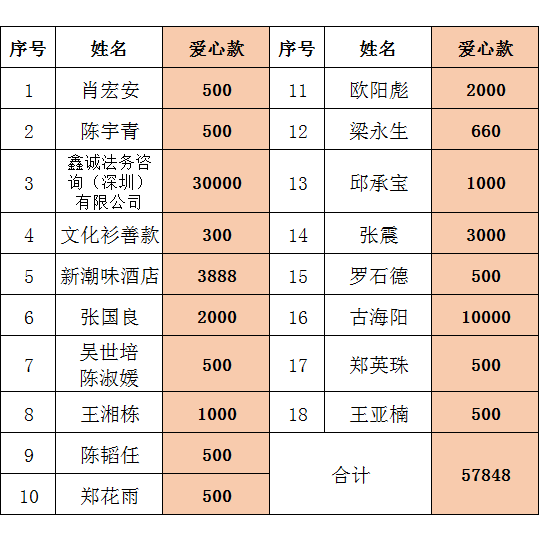 序号 姓名 爱心款 序号 姓名 爱心款
1 肖宏安 500 11 欧阳彪 2000
2 陈宇青 500 12 梁永生 660
3 鑫诚法务咨
询（深圳）
有限公司 30000 13 邱承宝 1000
4 文化衫善款 300 14 张震 3000
5 新潮味酒店 3888 15 罗石德 500
6 张国良 2000 16 古海阳 10000
7 吴世培
陈淑媛 500 17 郑英珠 500
8 王湘栋 1000 18 王亚楠 500
9 陈韬任 500 合计 57848
10 郑花雨 500